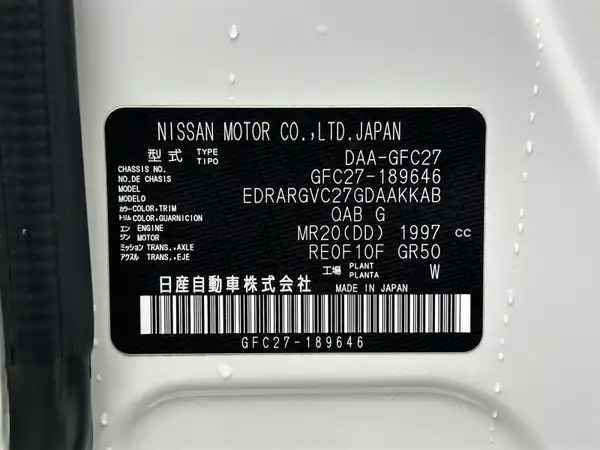 NISSAN MOTOR CO.,LTD.JAPAN
型式 TYPE TIPO DAA-GFC27
CHASSIS NO. NO.DE CHASSIS GFC27-189646
MODEL MODELO EDRARGVC27GDAAKKAB
カラー COLOR,TRIM トリム COLOR,GUARNICION QAB G
エン ENGINE ジン MOTOR MR20(DD) 1997 cc
ミッション TRANS.,AXLE アクスル TRANS.,EJE RE0F10F GR50
工場 PLANT PLANTA W
日産自動車株式会社 MADE IN JAPAN
GFC27-189646